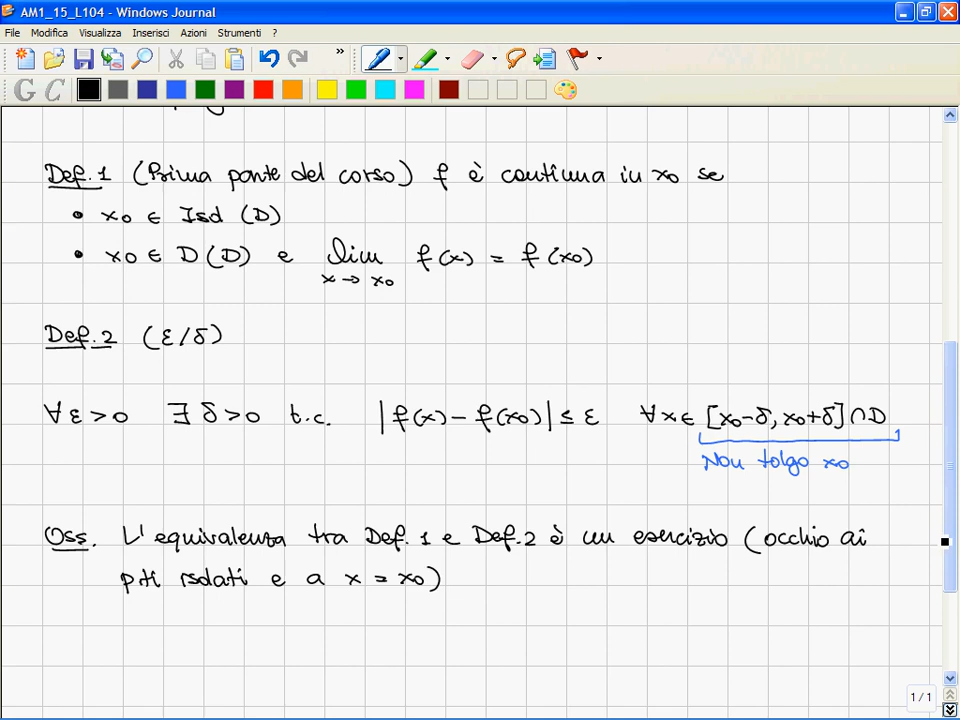 AM1_15_L104 - Windows Journal
File Modifica Visualizza Inserisci Azioni Strumenti ?
Def. 1 (Prima parte del corso) f è continua in x0 se
• x0 ∈ Isol (D)
• x0 ∈ D(D) e lim f(x) = f(x0)
x→x0
Def. 2 (ε/δ)
∀ε>0 ∃ δ>0 t.c. |f(x) - f(x0)| ≤ ε ∀x∈ [x0-δ, x0+δ]∩D
Non tolgo x0
Oss. L'equivalenza tra Def. 1 e Def. 2 è un esercizio (occhio ai
pti isolati e a x = x0)
1 / 1